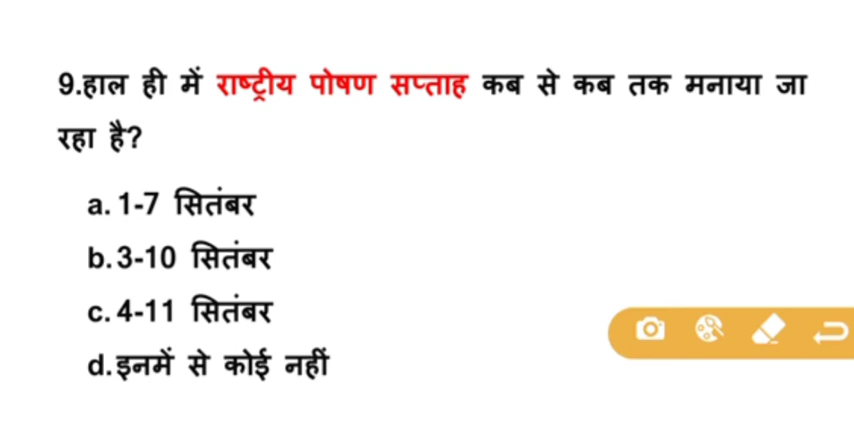 9.हाल ही में राष्ट्रीय पोषण सप्ताह कब से कब तक मनाया जा
रहा है?
a. 1-7 सितंबर
b. 3-10 सितंबर
c. 4-11 सितंबर
d. इनमें से कोई नहीं